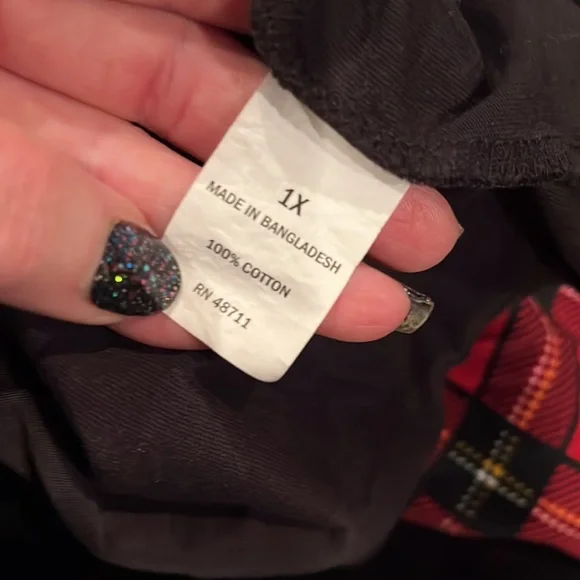 1X
MADE IN BANGLADESH
100% COTTON
RN 48711